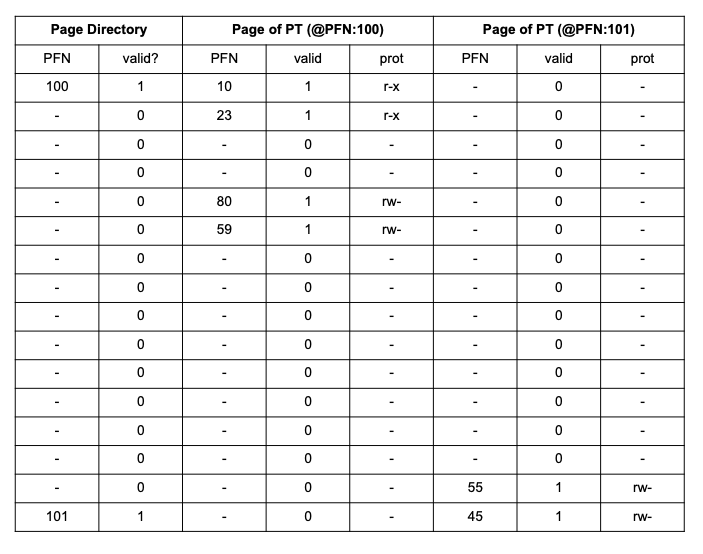 Page Directory Page of PT (@PFN:100) Page of PT (@PFN:101)
PFN valid? PFN valid prot PFN valid prot
100 1 10 1 r-x - 0 -
- 0 23 1 r-x - 0 -
- 0 - 0 - - 0 -
- 0 - 0 - - 0 -
- 0 80 1 rw- - 0 -
- 0 59 1 rw- - 0 -
- 0 - 0 - - 0 -
- 0 - 0 - - 0 -
- 0 - 0 - - 0 -
- 0 - 0 - - 0 -
- 0 - 0 - - 0 -
- 0 - 0 - - 0 -
- 0 - 0 - - 0 -
- 0 - 0 - - 0 -
- 0 - 0 - 55 1 rw-
101 1 - 0 - 45 1 rw-